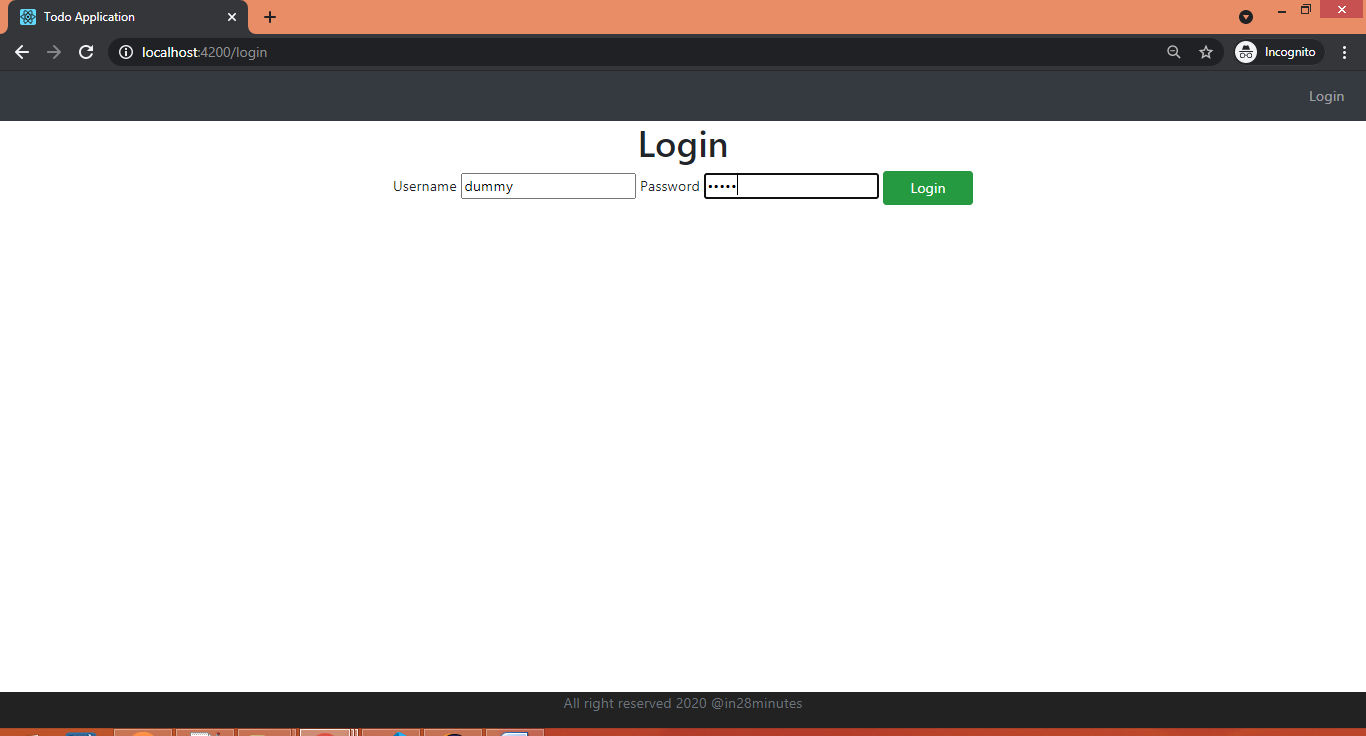 Todo Application
localhost:4200/login
Incognito
Login
Login
Username dummy Password ••••• Login
All right reserved 2020 @in28minutes